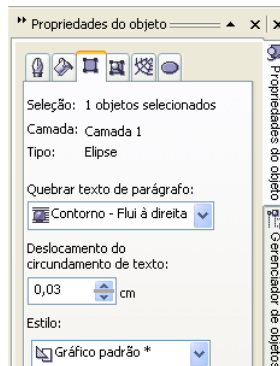 Propriedades do objeto
Seleção: 1 objetos selecionados
Camada: Camada 1
Tipo: Elipse
Quebrar texto de parágrafo:
Contorno - Flui à direita
Deslocamento do
circundamento de texto:
0,03 cm
Estilo:
Gráfico padrão *
Propriedades do objeto
Gerenciador de objetos